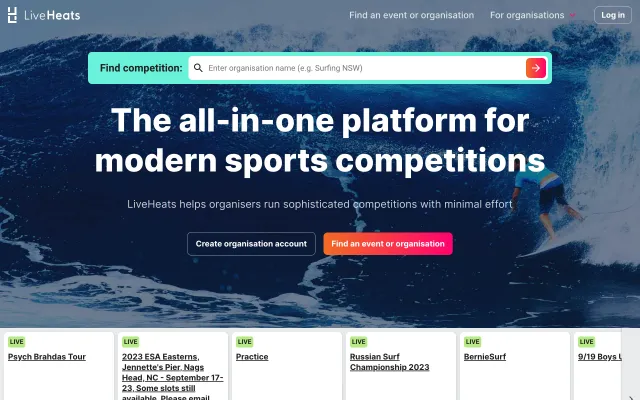 LiveHeats
Find an event or organisation
For organisations
Log in
Find competition:
Enter organisation name (e.g. Surfing NSW)
The all-in-one platform for
modern sports competitions
LiveHeats helps organisers run sophisticated competitions with minimal effort
Create organisation account
Find an event or organisation
LIVE
Psych Brahdas Tour
LIVE
2023 ESA Easterns,
Jennette's Pier, Nags
Head, NC - September 17-
23, Some slots still
available. Please email
LIVE
Practice
LIVE
Russian Surf
Championship 2023
LIVE
BernieSurf
LIVE
9/19 Boys